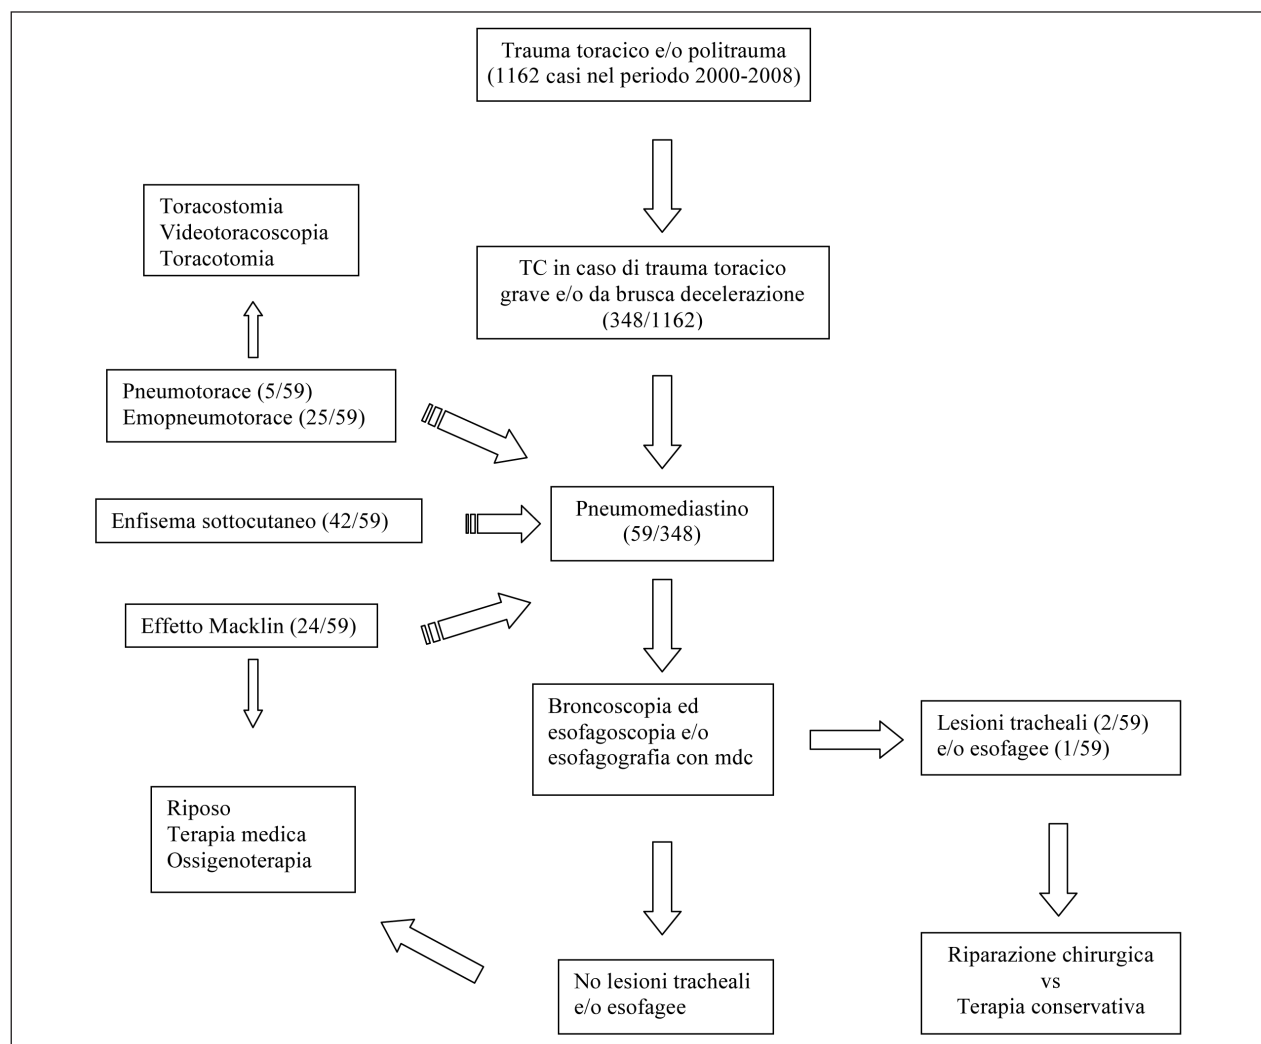 Trauma toracico e/o politrauma
(1162 casi nel periodo 2000-2008)
Toracostomia
Videotoracoscopia
Toracotomia
TC in caso di trauma toracico
grave e/o da brusca decelerazione
(348/1162)
Pneumotorace (5/59)
Emopneumotorace (25/59)
Enfisema sottocutaneo (42/59)
Pneumomediastino
(59/348)
Effetto Macklin (24/59)
Broncoscopia ed
esofagoscopia e/o
esofagografia con mdc
Lesioni tracheali (2/59)
e/o esofagee (1/59)
Riposo
Terapia medica
Ossigenoterapia
No lesioni tracheali
e/o esofagee
Riparazione chirurgica
vs
Terapia conservativa